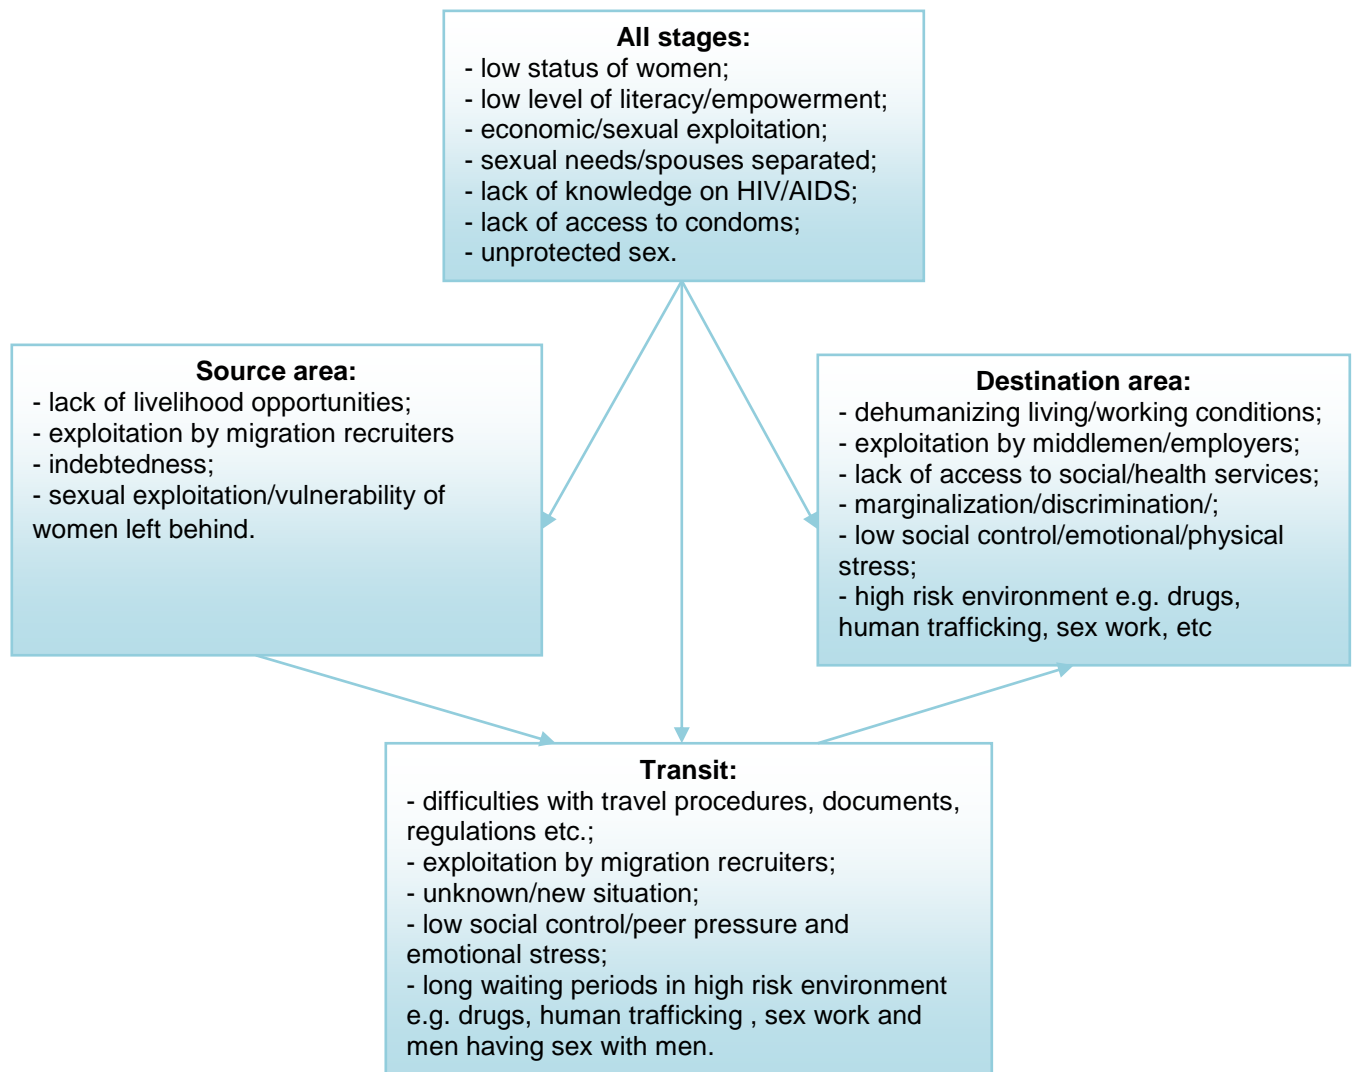 All stages:
- low status of women;
- low level of literacy/empowerment;
- economic/sexual exploitation;
- sexual needs/spouses separated;
- lack of knowledge on HIV/AIDS;
- lack of access to condoms;
- unprotected sex.
Source area:
- lack of livelihood opportunities;
- exploitation by migration recruiters
- indebtedness;
- sexual exploitation/vulnerability of
women left behind.
Destination area:
- dehumanizing living/working conditions;
- exploitation by middlemen/employers;
- lack of access to social/health services;
- marginalization/discrimination/;
- low social control/emotional/physical
stress;
- high risk environment e.g. drugs,
human trafficking, sex work, etc
Transit:
- difficulties with travel procedures, documents,
regulations etc.;
- exploitation by migration recruiters;
- unknown/new situation;
- low social control/peer pressure and
emotional stress;
- long waiting periods in high risk environment
e.g. drugs, human trafficking , sex work and
men having sex with men.